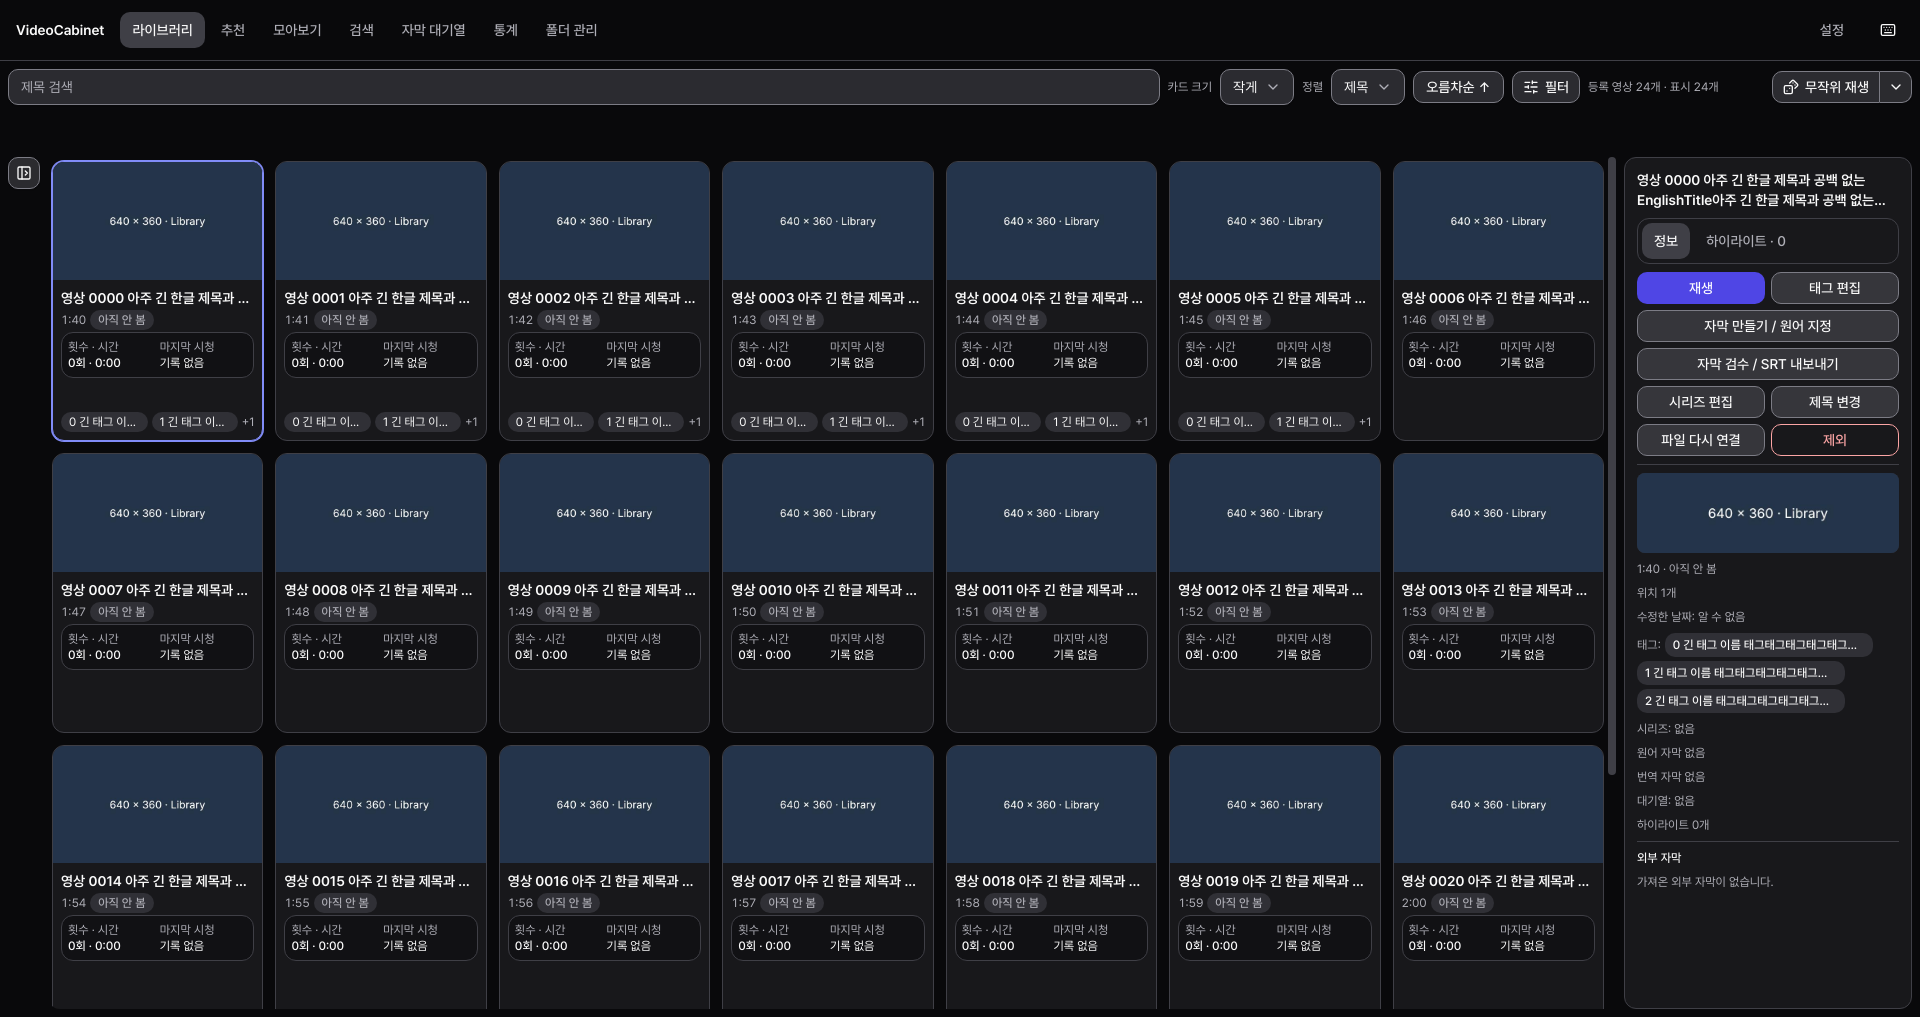 VideoCabinet 라이브러리 추천 모아보기 검색 자막 대기열 통계 폴더 관리 설정
제목 검색 카드 크기 작게 정렬 제목 오름차순 ↑ 필터 등록 영상 24개 · 표시 24개 무작위 재생
640 × 360 · Library 640 × 360 · Library 640 × 360 · Library 640 × 360 · Library 640 × 360 · Library 640 × 360 · Library 640 × 360 · Library
영상 0000 아주 긴 한글 제목과 ... 영상 0001 아주 긴 한글 제목과 ... 영상 0002 아주 긴 한글 제목과 ... 영상 0003 아주 긴 한글 제목과 ... 영상 0004 아주 긴 한글 제목과 ... 영상 0005 아주 긴 한글 제목과 ... 영상 0006 아주 긴 한글 제목과 ...
1:40 아직 안 봄 1:41 아직 안 봄 1:42 아직 안 봄 1:43 아직 안 봄 1:44 아직 안 봄 1:45 아직 안 봄 1:46 아직 안 봄
횟수 · 시간 마지막 시청 횟수 · 시간 마지막 시청 횟수 · 시간 마지막 시청 횟수 · 시간 마지막 시청 횟수 · 시간 마지막 시청 횟수 · 시간 마지막 시청 횟수 · 시간 마지막 시청
0회 · 0:00 기록 없음 0회 · 0:00 기록 없음 0회 · 0:00 기록 없음 0회 · 0:00 기록 없음 0회 · 0:00 기록 없음 0회 · 0:00 기록 없음 0회 · 0:00 기록 없음
0 긴 태그 이... 1 긴 태그 이... +1 0 긴 태그 이... 1 긴 태그 이... +1 0 긴 태그 이... 1 긴 태그 이... +1 0 긴 태그 이... 1 긴 태그 이... +1 0 긴 태그 이... 1 긴 태그 이... +1 0 긴 태그 이... 1 긴 태그 이... +1
640 × 360 · Library 640 × 360 · Library 640 × 360 · Library 640 × 360 · Library 640 × 360 · Library 640 × 360 · Library 640 × 360 · Library
영상 0007 아주 긴 한글 제목과 ... 영상 0008 아주 긴 한글 제목과 ... 영상 0009 아주 긴 한글 제목과 ... 영상 0010 아주 긴 한글 제목과 ... 영상 0011 아주 긴 한글 제목과 ... 영상 0012 아주 긴 한글 제목과 ... 영상 0013 아주 긴 한글 제목과 ...
1:47 아직 안 봄 1:48 아직 안 봄 1:49 아직 안 봄 1:50 아직 안 봄 1:51 아직 안 봄 1:52 아직 안 봄 1:53 아직 안 봄
횟수 · 시간 마지막 시청 횟수 · 시간 마지막 시청 횟수 · 시간 마지막 시청 횟수 · 시간 마지막 시청 횟수 · 시간 마지막 시청 횟수 · 시간 마지막 시청 횟수 · 시간 마지막 시청
0회 · 0:00 기록 없음 0회 · 0:00 기록 없음 0회 · 0:00 기록 없음 0회 · 0:00 기록 없음 0회 · 0:00 기록 없음 0회 · 0:00 기록 없음 0회 · 0:00 기록 없음
640 × 360 · Library 640 × 360 · Library 640 × 360 · Library 640 × 360 · Library 640 × 360 · Library 640 × 360 · Library 640 × 360 · Library
영상 0014 아주 긴 한글 제목과 ... 영상 0015 아주 긴 한글 제목과 ... 영상 0016 아주 긴 한글 제목과 ... 영상 0017 아주 긴 한글 제목과 ... 영상 0018 아주 긴 한글 제목과 ... 영상 0019 아주 긴 한글 제목과 ... 영상 0020 아주 긴 한글 제목과 ...
1:54 아직 안 봄 1:55 아직 안 봄 1:56 아직 안 봄 1:57 아직 안 봄 1:58 아직 안 봄 1:59 아직 안 봄 2:00 아직 안 봄
횟수 · 시간 마지막 시청 횟수 · 시간 마지막 시청 횟수 · 시간 마지막 시청 횟수 · 시간 마지막 시청 횟수 · 시간 마지막 시청 횟수 · 시간 마지막 시청 횟수 · 시간 마지막 시청
0회 · 0:00 기록 없음 0회 · 0:00 기록 없음 0회 · 0:00 기록 없음 0회 · 0:00 기록 없음 0회 · 0:00 기록 없음 0회 · 0:00 기록 없음 0회 · 0:00 기록 없음
영상 0000 아주 긴 한글 제목과 공백 없는
EnglishTitle아주 긴 한글 제목과 공백 없는...
정보 하이라이트 · 0
재생 태그 편집
자막 만들기 / 원어 지정
자막 검수 / SRT 내보내기
시리즈 편집 제목 변경
파일 다시 연결 제외
640 × 360 · Library
1:40 · 아직 안 봄
위치 1개
수정한 날짜: 알 수 없음
태그: 0 긴 태그 이름 태그태그태그태그태그...
1 긴 태그 이름 태그태그태그태그태그...
2 긴 태그 이름 태그태그태그태그태그...
시리즈: 없음
원어 자막 없음
번역 자막 없음
대기열: 없음
하이라이트 0개
외부 자막
가져온 외부 자막이 없습니다.